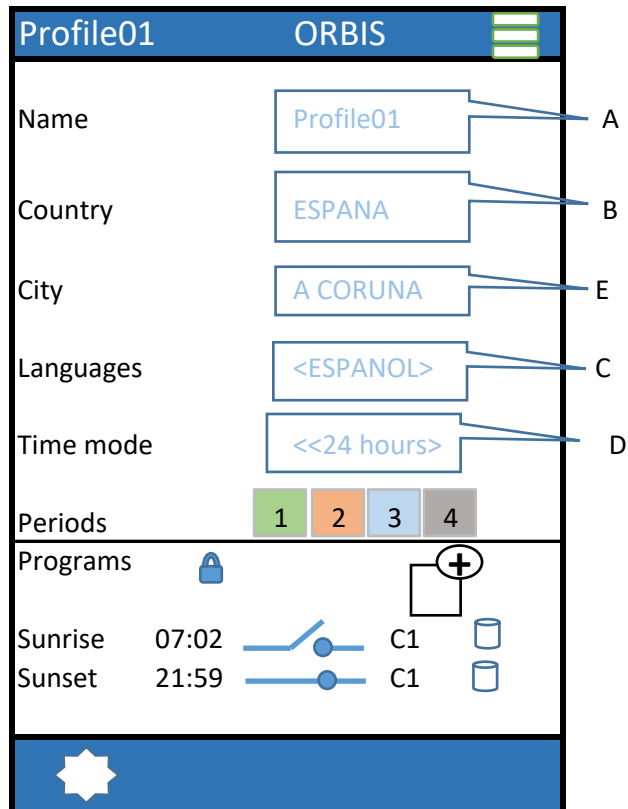 Profile01 ORBIS
Name Profile01 A
Country ESPANA B
City A CORUNA E
Languages <ESPANOL> C
Time mode <<24 hours> D
Periods 1 2 3 4
Programs +
Sunrise 07:02 C1
Sunset 21:59 C1